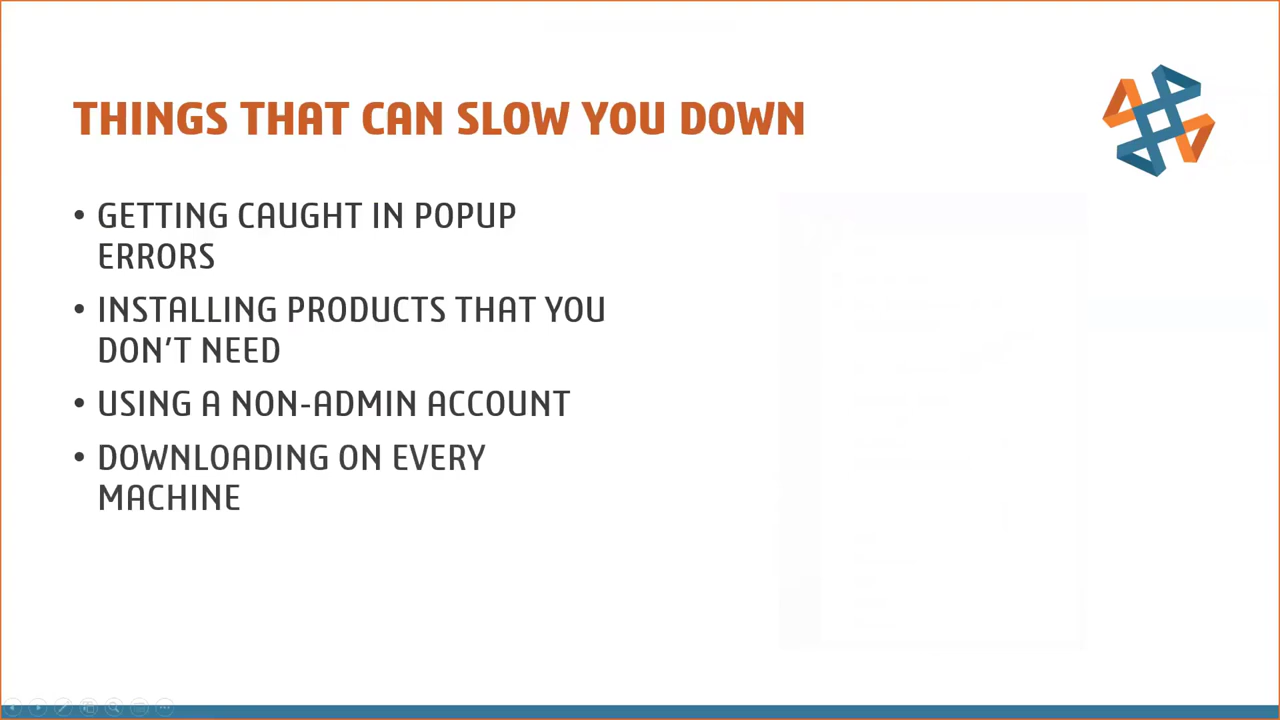 THINGS THAT CAN SLOW YOU DOWN
• GETTING CAUGHT IN POPUP
ERRORS
• INSTALLING PRODUCTS THAT YOU
DON'T NEED
• USING A NON-ADMIN ACCOUNT
• DOWNLOADING ON EVERY
MACHINE